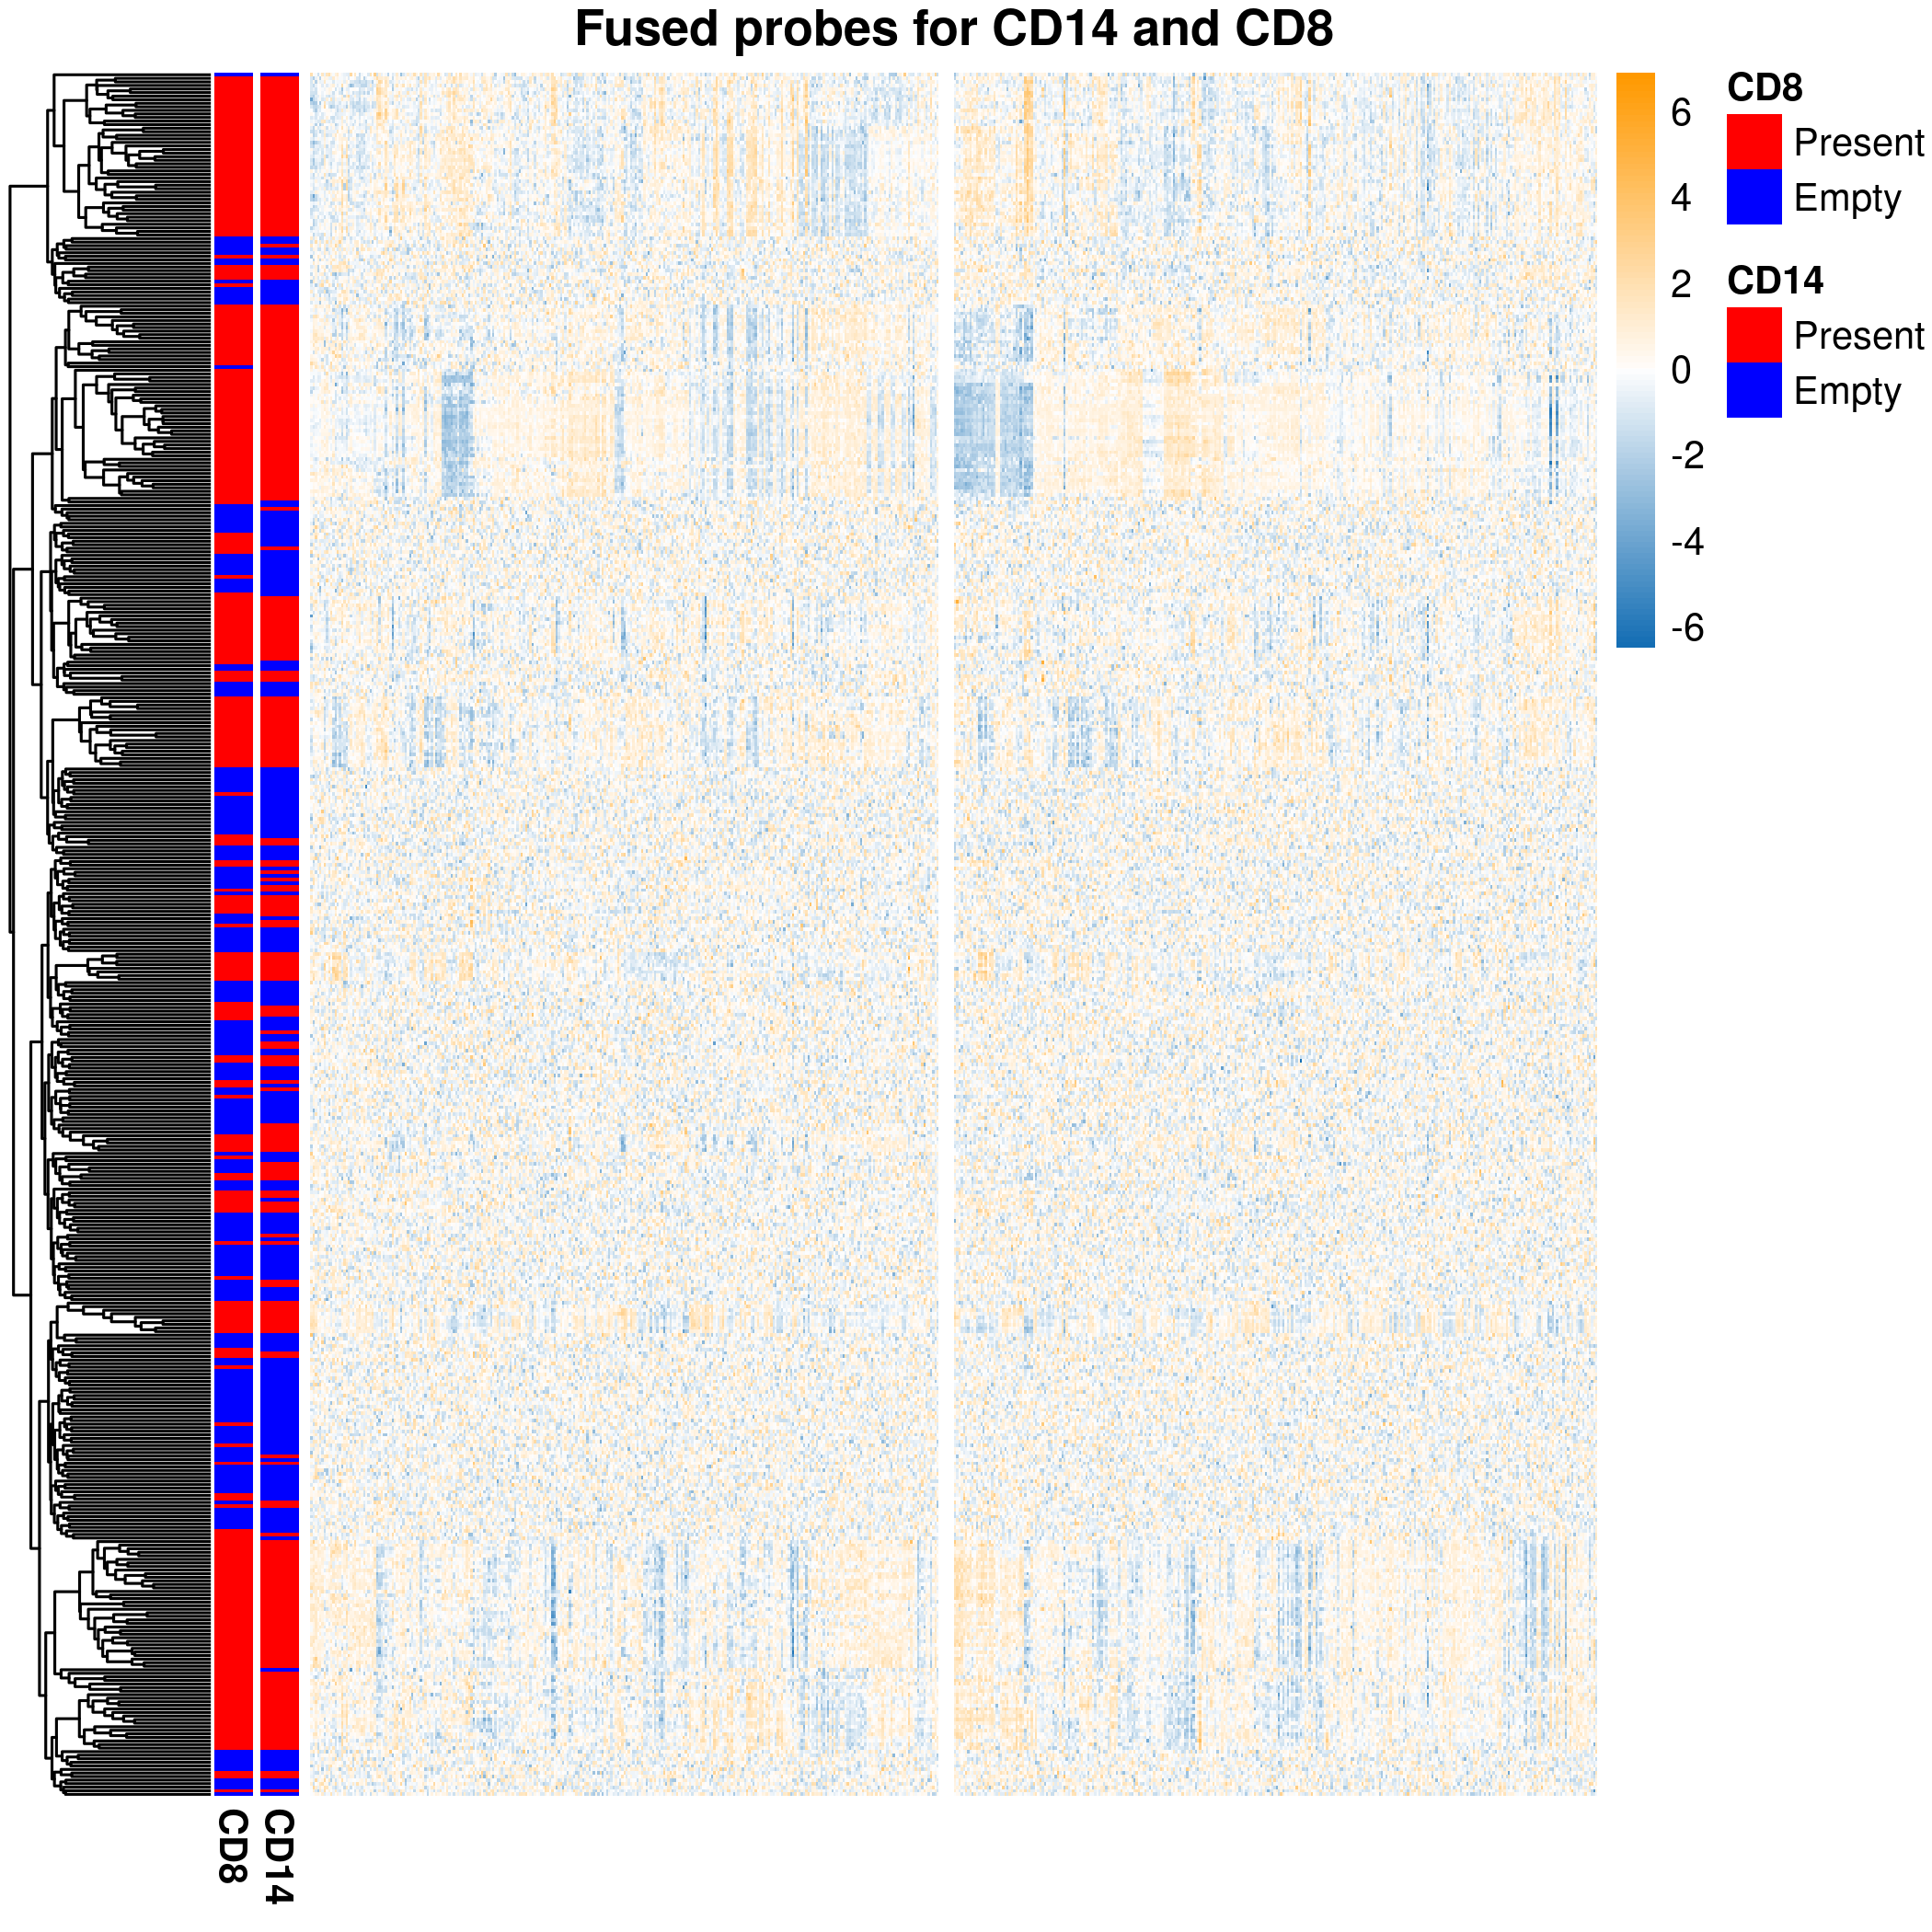 Fused probes for CD14 and CD8
6
4
2
0
-2
-4
-6
CD8
Present
Empty
CD14
Present
Empty
CD8
CD14